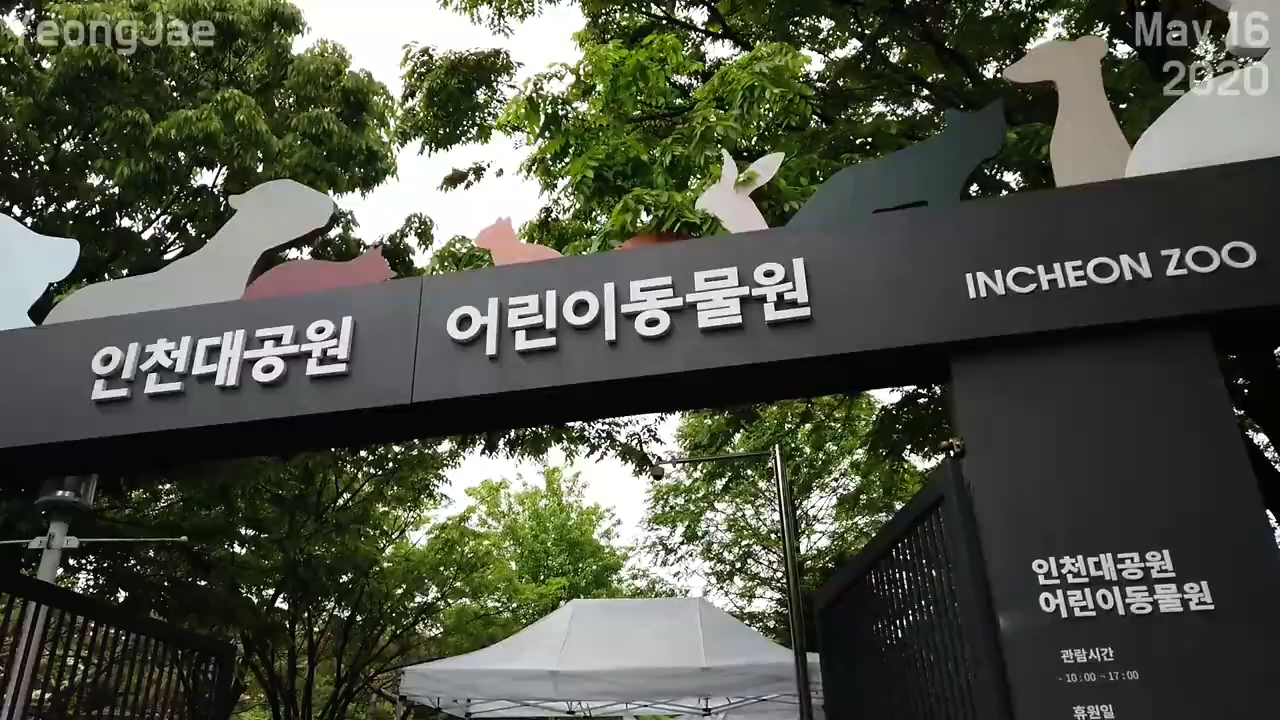 YeongJae
May 16
2020
인천대공원 어린이동물원
INCHEON ZOO
인천대공원
어린이동물원
관람시간
- 10:00 ~ 17:00
휴원일